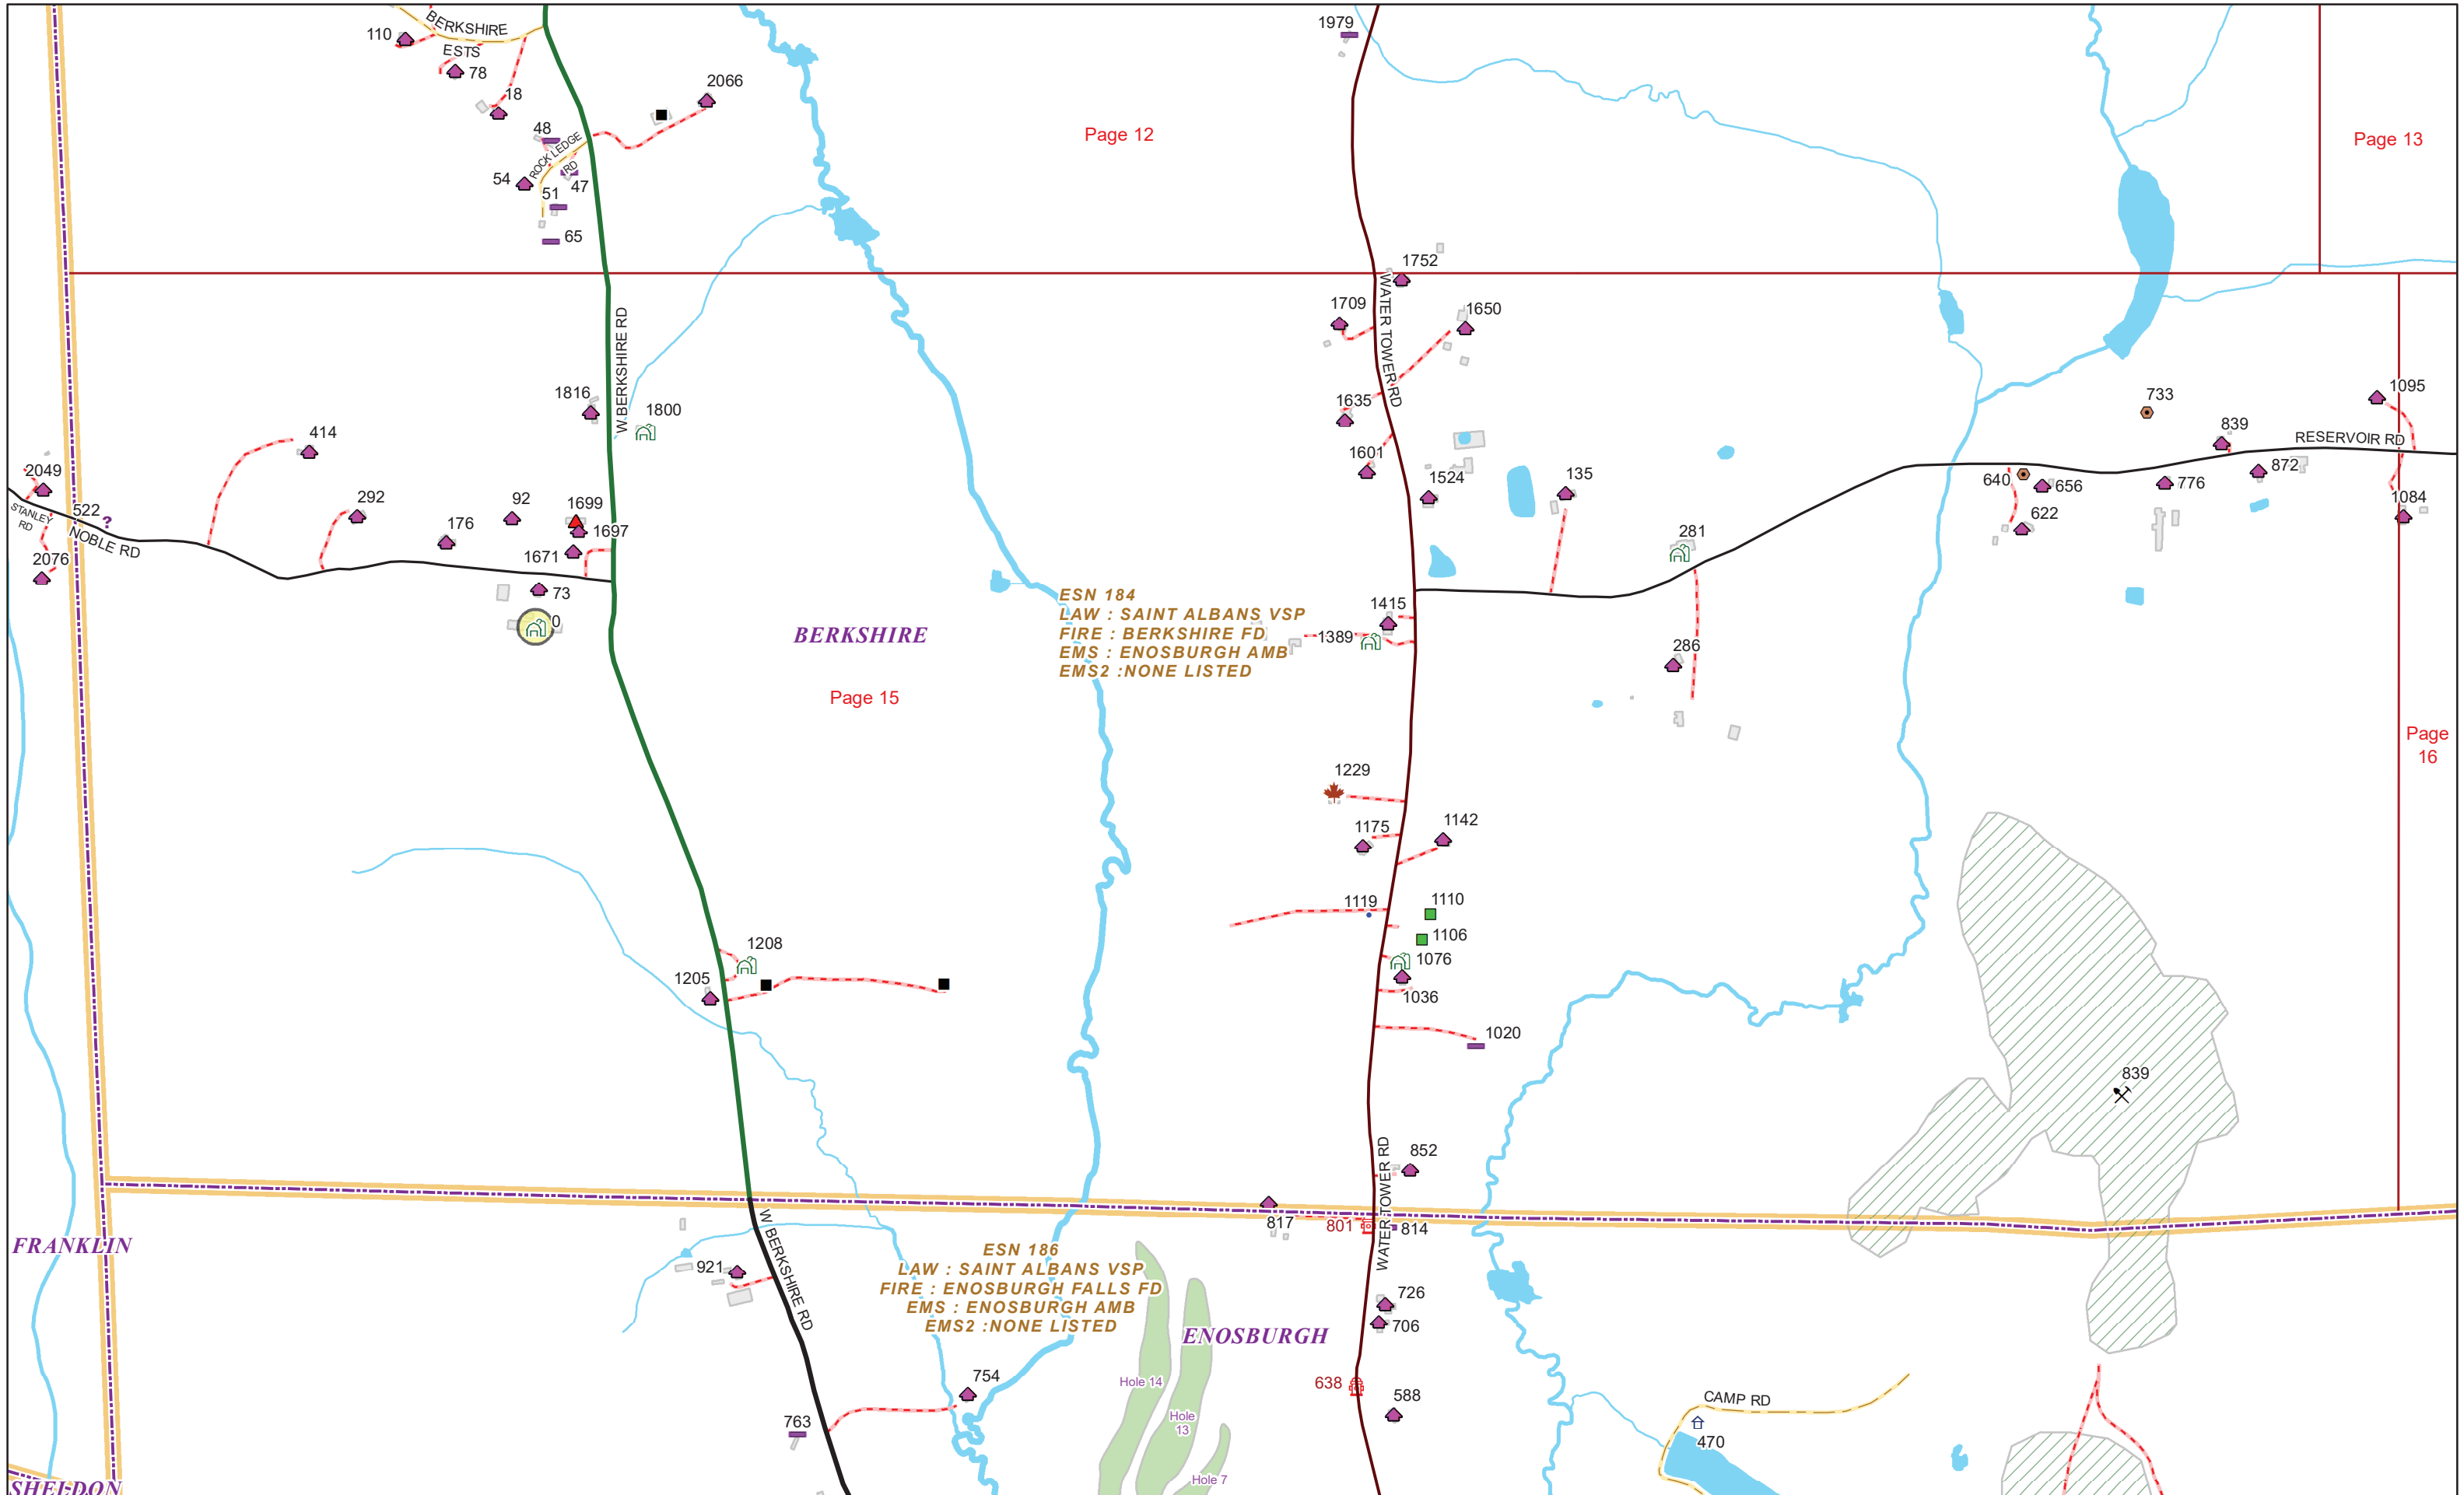 BERKSHIRE
ESTS
110
78
18
1979
2066
Page 12
Page 13
48
ROCK LEDGE
RD
54
47
51
65
1752
WATER TOWER RD
1709
1650
W.BERKSHIRE RD
1816
1800
1635
1095
733
839
RESERVOIR RD
414
1601
1524
135
2049
640
656
776
872
1084
522
292
92
1699
STANLEY
RD
NOBLE RD
176
1697
622
281
2076
1671
73
0
BERKSHIRE
ESN 184
LAW : SAINT ALBANS VSP
FIRE : BERKSHIRE FD
EMS : ENOSBURGH AMB
EMS2 :NONE LISTED
1415
1389
286
Page 15
Page
16
1229
1175
1142
1119
1110
1106
1208
1076
1205
1036
1020
839
WATER TOWER RD
852
817
801
814
FRANKLIN
W BERKSHIRE RD
921
ESN 186
LAW : SAINT ALBANS VSP
FIRE : ENOSBURGH FALLS FD
EMS : ENOSBURGH AMB
EMS2 :NONE LISTED
726
706
ENOSBURGH
754
Hole 14
638
588
CAMP RD
763
Hole
13
470
Hole 7
SHELDON